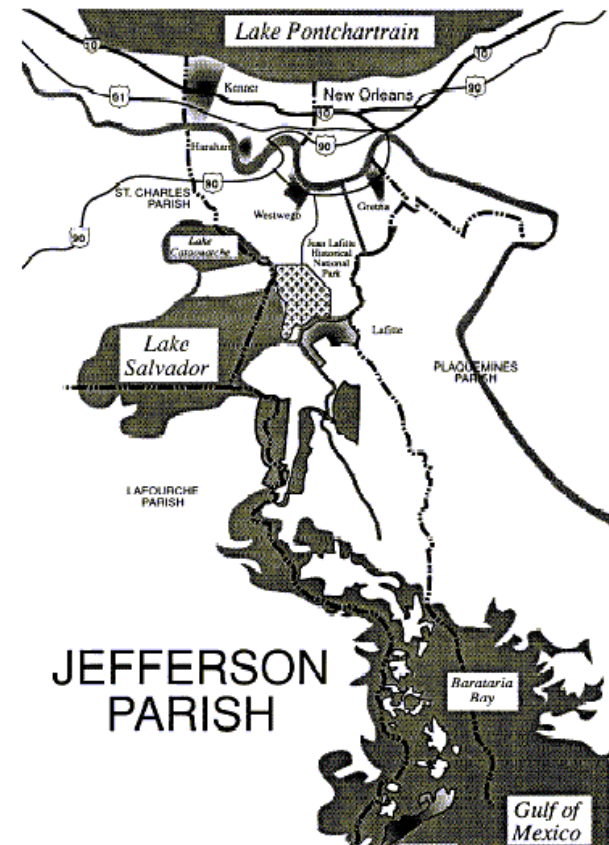 Lake Pontchartrain
10
10
90
Kenner
61
New Orleans
10
90
Harahan
90
ST. CHARLES
PARISH
Westwego
Gretna
90
Lake
Cataouatche
Jean Lafitte
Historical
National
Park
Lake
Salvador
Lafitte
PLAQUEMINES
PARISH
LAFOURCHE
PARISH
JEFFERSON
PARISH
Barataria
Bay
Gulf of
Mexico